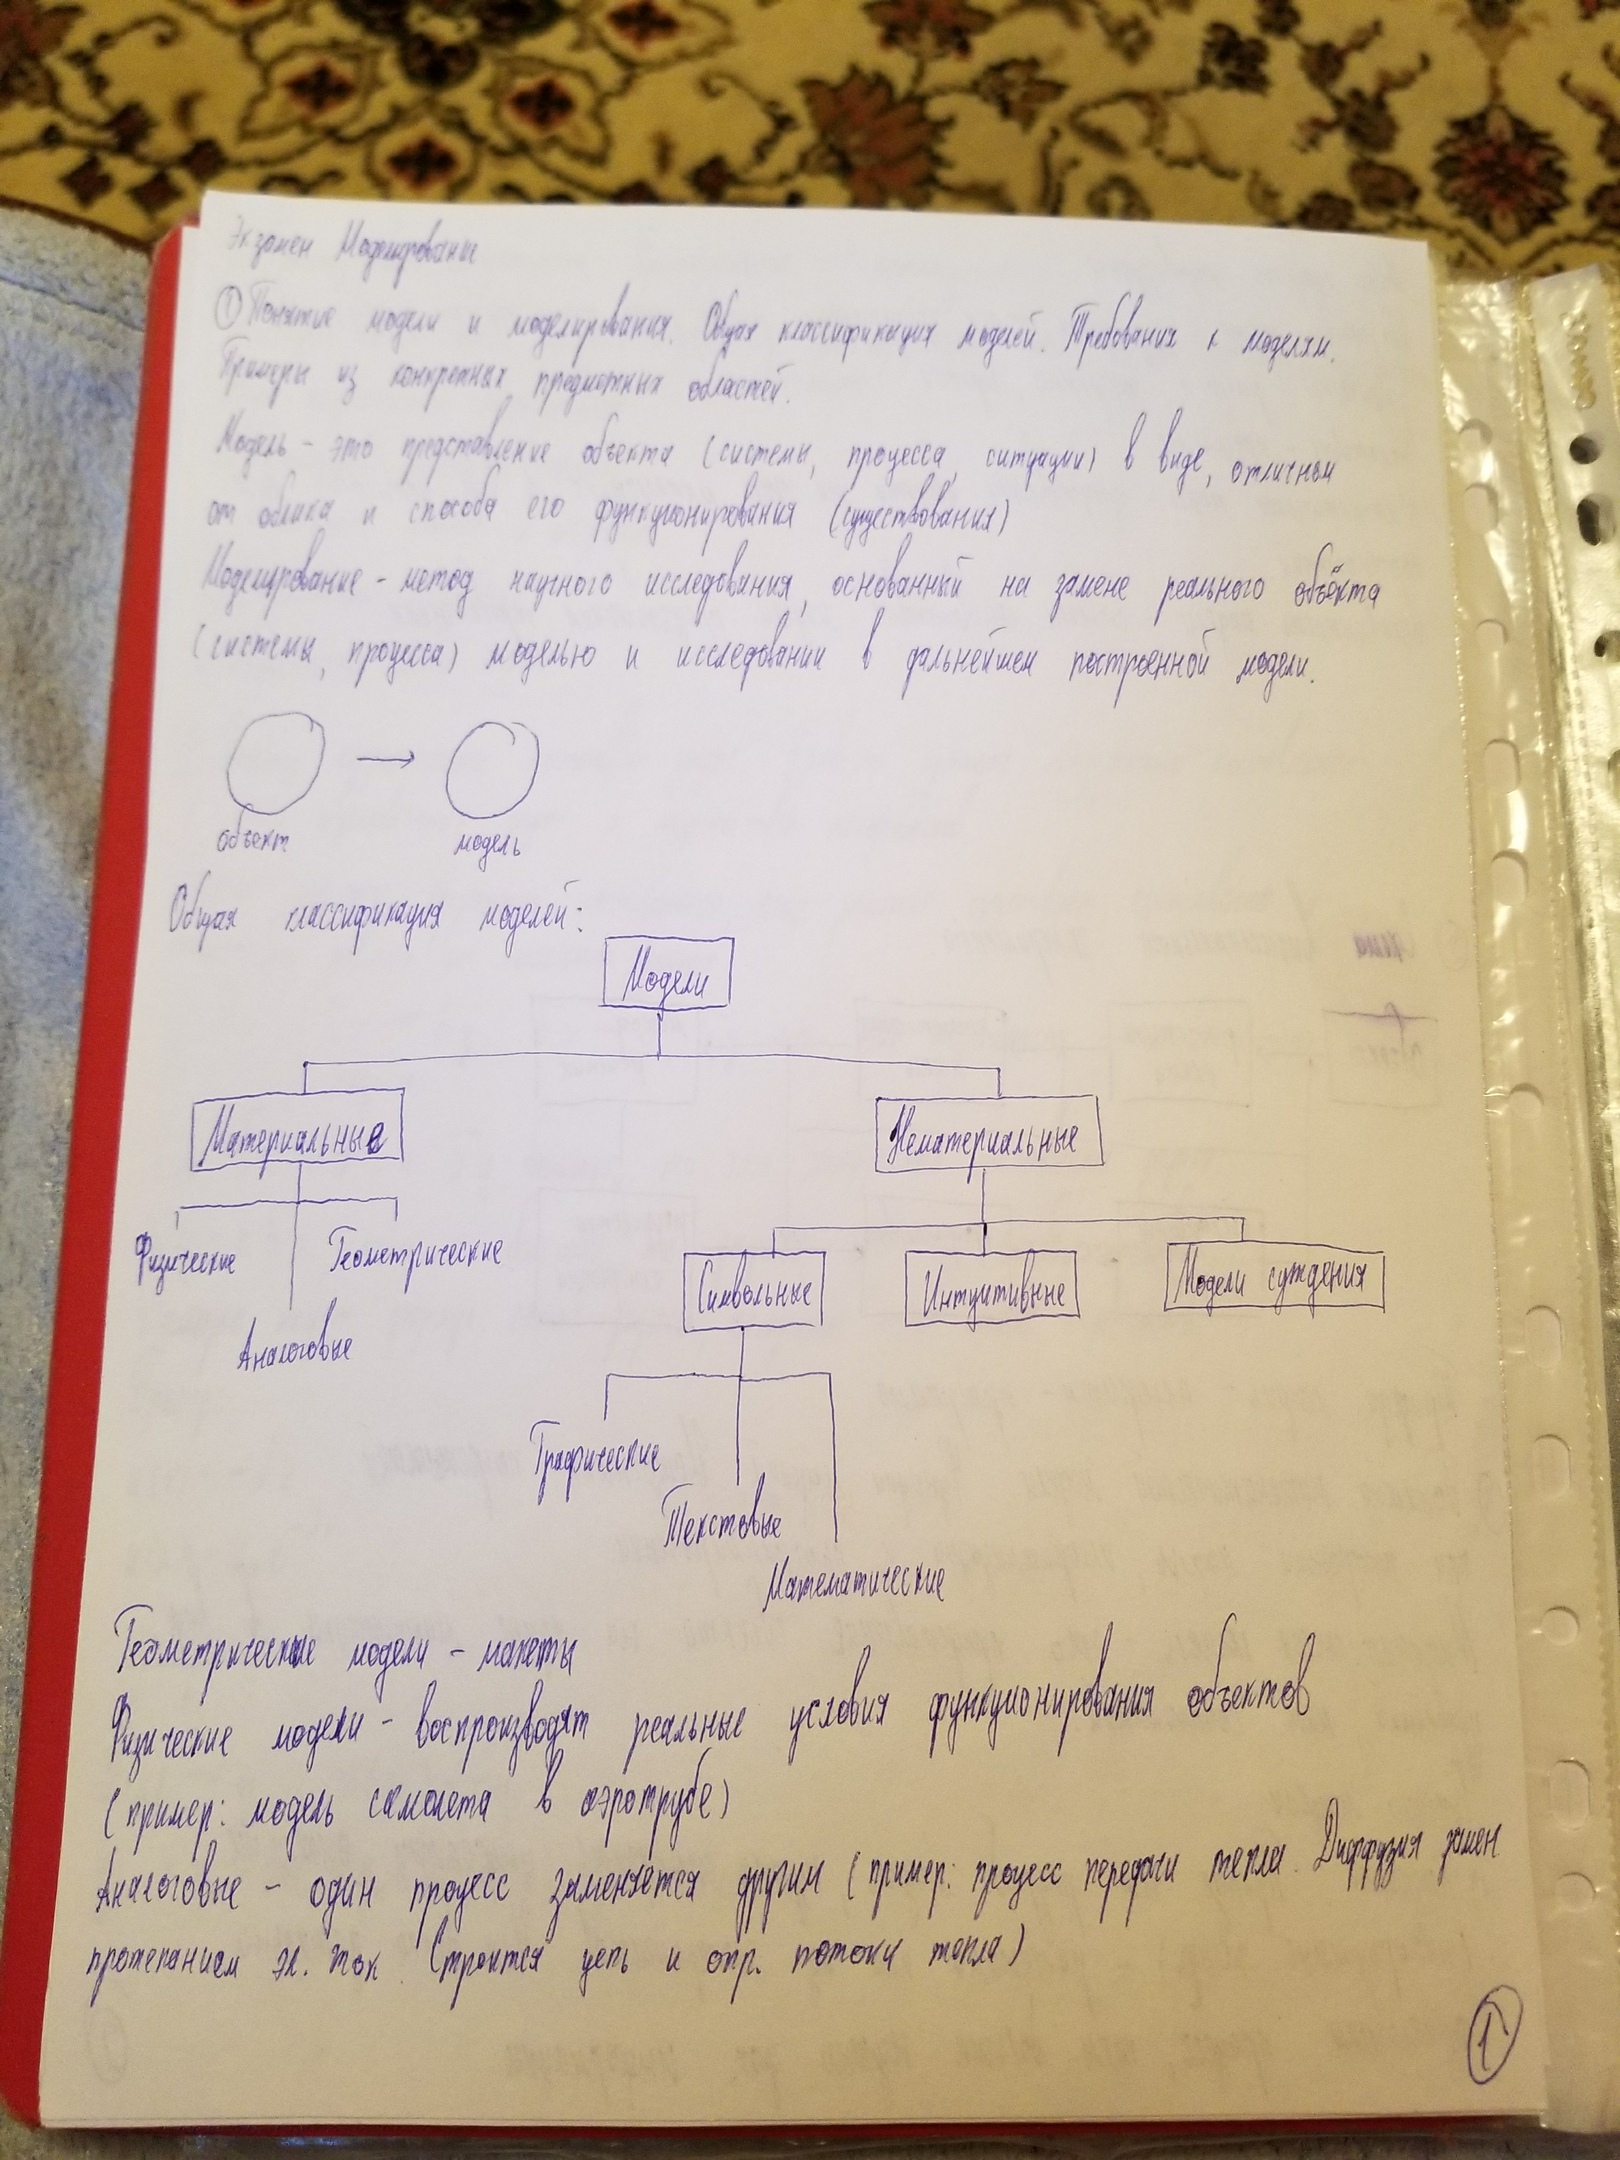 Экзамен Моделирование
① Понятие модели и моделирования. Общая классификация моделей. Требования к моделям.
Примеры из конкретных предметных областей.
Модель - это представление объекта (системы, процесса, ситуации) в виде, отличном
от облика и способа его функционирования (существования)
Моделирование - метод научного исследования, основанный на замене реального объекта
(системы, процесса) моделью и исследовании в дальнейшем построенной модели.
объект → модель
Общая классификация моделей:
Модели
Материальные Нематериальные
Физические Геометрические
Символьные Интуитивные Модели суждения
Аналоговые
Графические
Текстовые
Математические
Геометрические модели - макеты
Физические модели - воспроизводят реальные условия функционирования объектов
(пример: модель самолета в аэротрубе)
Аналоговые - один процесс заменяется другим (пример: процесс передачи тепла. Диффузия замен
протеканием эл. ток. Строится цепь и опр. потоки тепла)
1